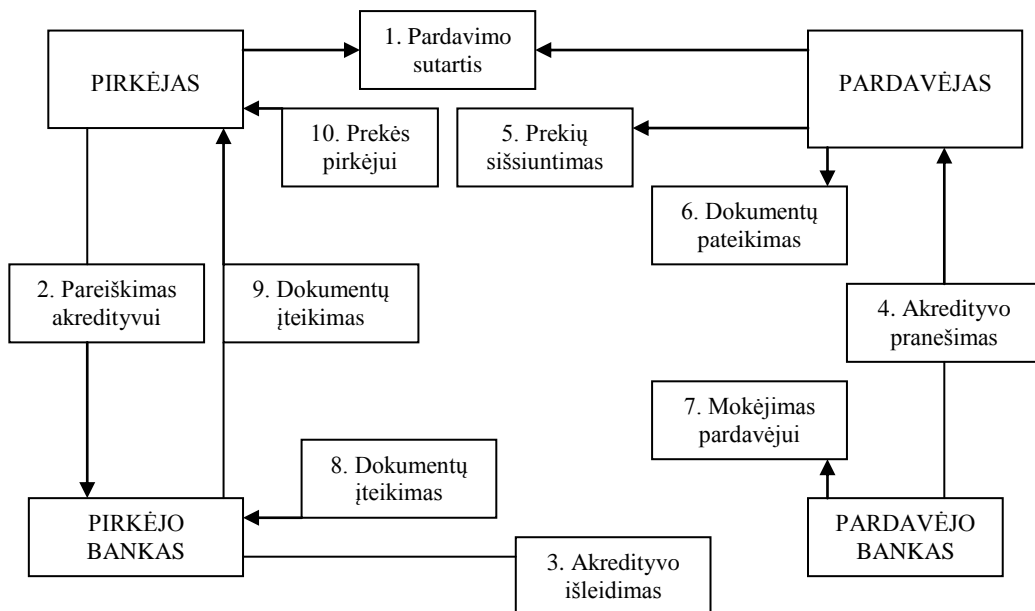 PIRKĖJAS
1. Pardavimo
sutartis
PARDAVĖJAS
10. Prekės
pirkėjui
5. Prekių
sišsiuntimas
6. Dokumentų
pateikimas
2. Pareiškimas
akredityvui
9. Dokumentų
įteikimas
4. Akredityvo
pranešimas
7. Mokėjimas
pardavėjui
8. Dokumentų
įteikimas
PIRKĖJO
BANKAS
PARDAVĖJO
BANKAS
3. Akredityvo
išleidimas